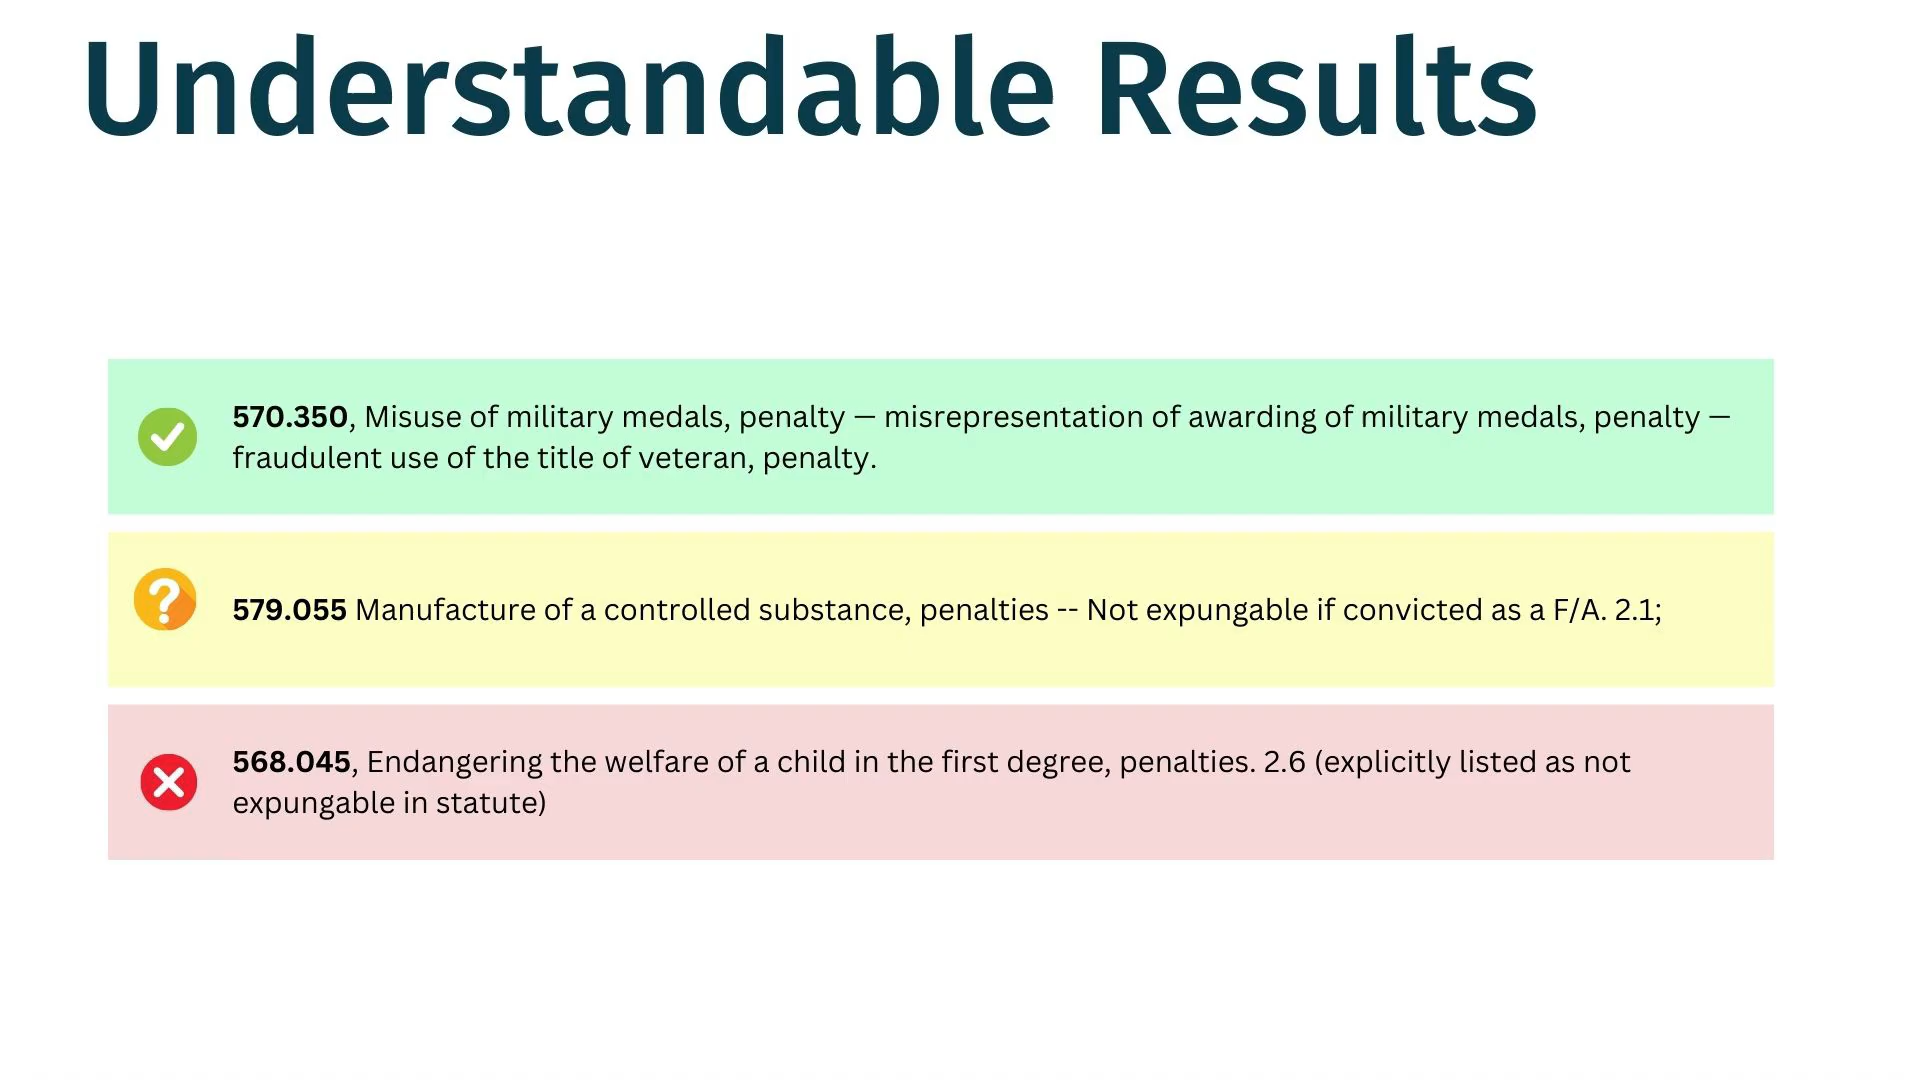 Understandable Results
570.350, Misuse of military medals, penalty — misrepresentation of awarding of military medals, penalty —
fraudulent use of the title of veteran, penalty.
579.055 Manufacture of a controlled substance, penalties -- Not expungable if convicted as a F/A. 2.1;
568.045, Endangering the welfare of a child in the first degree, penalties. 2.6 (explicitly listed as not
expungable in statute)